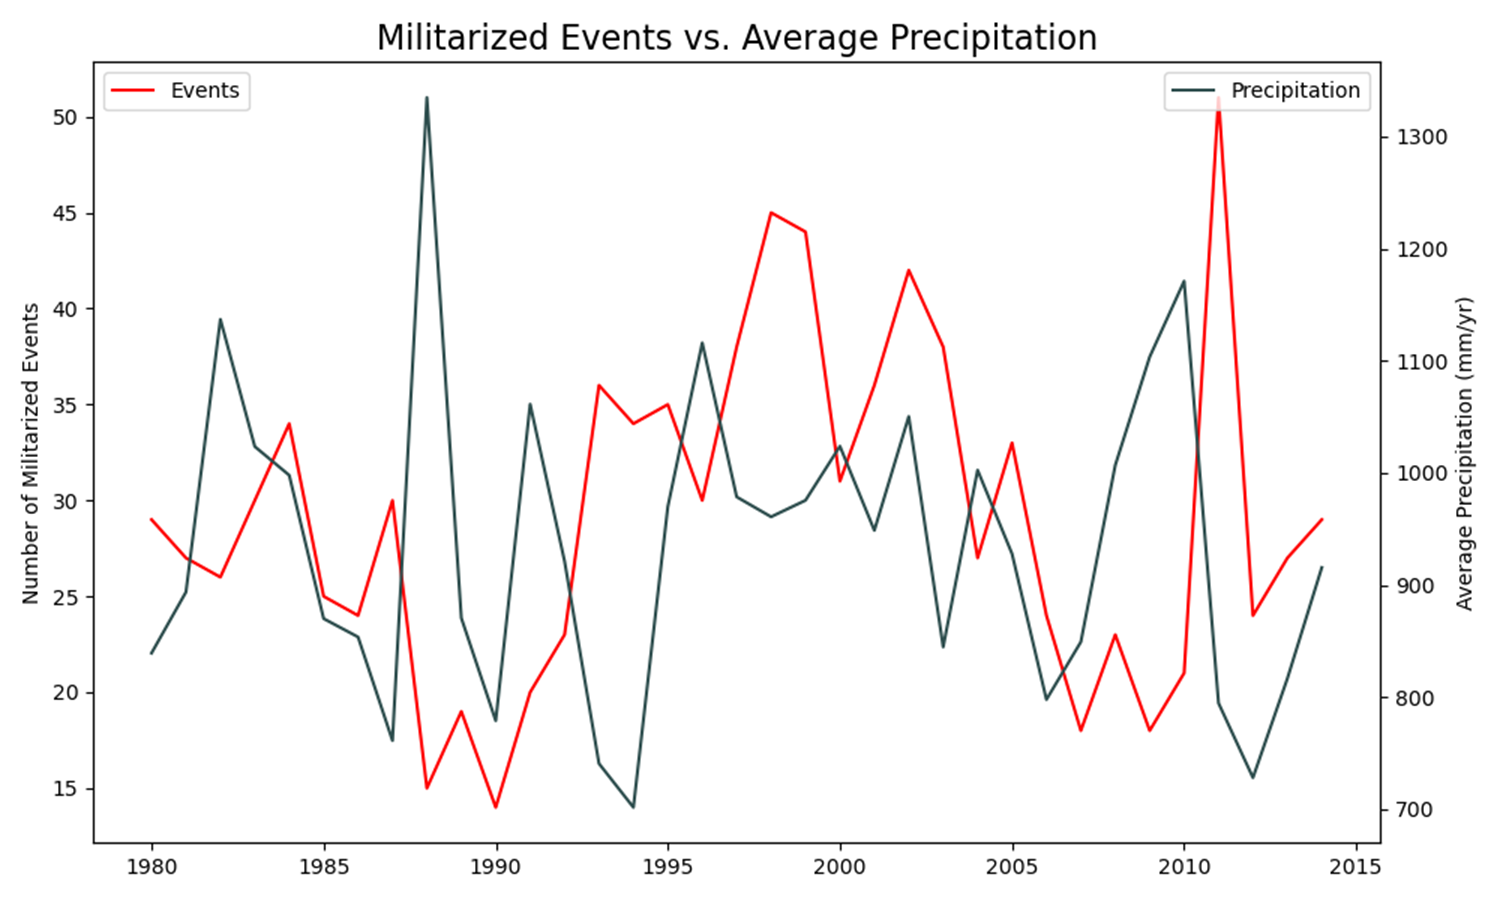 Militarized Events vs. Average Precipitation
Events
Precipitation
Number of Militarized Events
50
45
40
35
30
25
20
15
Average Precipitation (mm/yr)
1300
1200
1100
1000
900
800
700
1980 1985 1990 1995 2000 2005 2010 2015